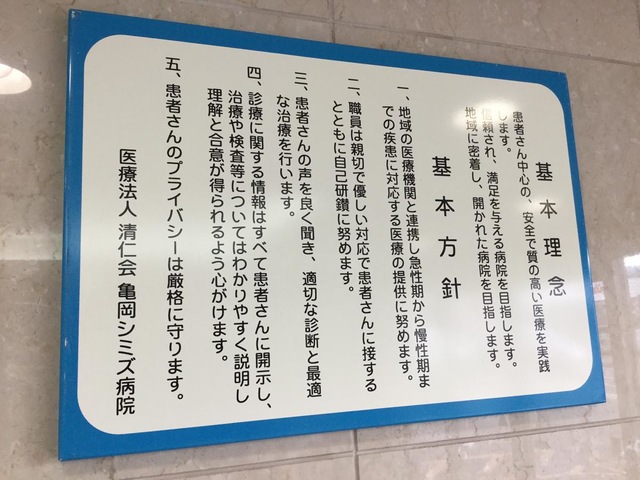 基本理念
患者さん中心の、安全で質の高い医療を実践
します。
信頼され、満足を与える病院を目指します。
地域に密着し、開かれた病院を目指します。
基本方針
一、地域の医療機関と連携し急性期から慢性期ま
での疾患に対応する医療の提供に努めます。
二、職員は親切で優しい対応で患者さんに接する
とともに自己研鑽に努めます。
三、患者さんの声を良く聞き、適切な診断と最適
な治療を行います。
四、診療に関する情報はすべて患者さんに開示し、
治療や検査等についてはわかりやすく説明し
理解と合意が得られるよう心がけます。
五、患者さんのプライバシーは厳格に守ります。
医療法人 清仁会 亀岡シミズ病院